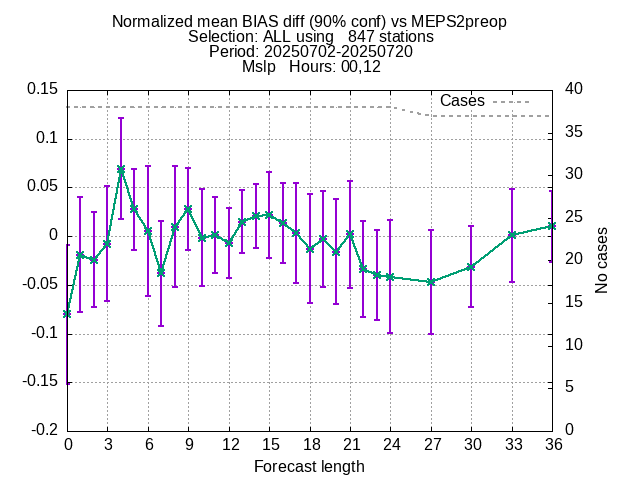 Normalized mean BIAS diff (90% conf) vs MEPS2preop
Selection: ALL using   847 stations
Period: 20250702-20250720
Mslp   Hours: 00,12
Cases
0.15
0.1
0.05
0
-0.05
-0.1
-0.15
-0.2
40
35
30
25
20
15
10
5
0
No cases
0 3 6 9 12 15 18 21 24 27 30 33 36
Forecast length